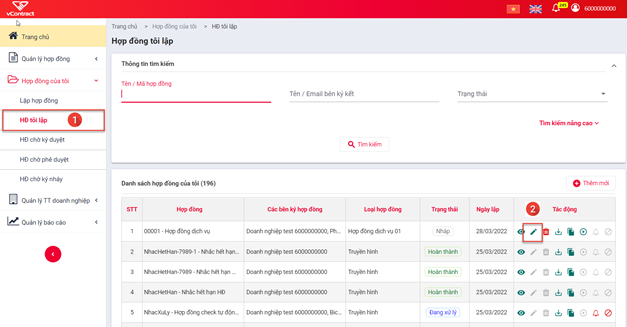 vContract
241
6000000000
Trang chủ
Quản lý hợp đồng
Hợp đồng của tôi
Lập hợp đồng
HĐ tôi lập
1
HĐ chờ ký duyệt
HĐ chờ phê duyệt
HĐ chờ ký nháy
Quản lý TT doanh nghiệp
Quản lý báo cáo
Trang chủ > Hợp đồng của tôi > HĐ tôi lập
Hợp đồng tôi lập
Thông tin tìm kiếm
Tên / Mã hợp đồng
Tên / Email bên ký kết
Trạng thái
Tìm kiếm nâng cao
Tìm kiếm
Danh sách hợp đồng của tôi (196)
Thêm mới
2
STT Hợp đồng Các bên ký hợp đồng Loại hợp đồng Trạng thái Ngày lập Tác động
1 00001 - Hợp đồng dịch vụ Doanh nghiệp test 6000000000, Ph... Hợp đồng dịch vụ 01 Nháp 28/03/2022
2 NhacHetHan-7989-1 - Nhắc hết hạn... Doanh nghiệp test 6000000000 Truyền hình Hoàn thành 25/03/2022
3 NhacHetHan-7989 - Nhắc hết hạn ... Doanh nghiệp test 6000000000 Truyền hình Hoàn thành 25/03/2022
4 NhacHetHan - Nhắc hết hạn HĐ Doanh nghiệp test 6000000000 Truyền hình Hoàn thành 25/03/2022
5 NhacXuLy - Hợp đồng check tự độn... Doanh nghiệp test 6000000000, Bic... Truyền hình Đang xử lý 25/03/2022